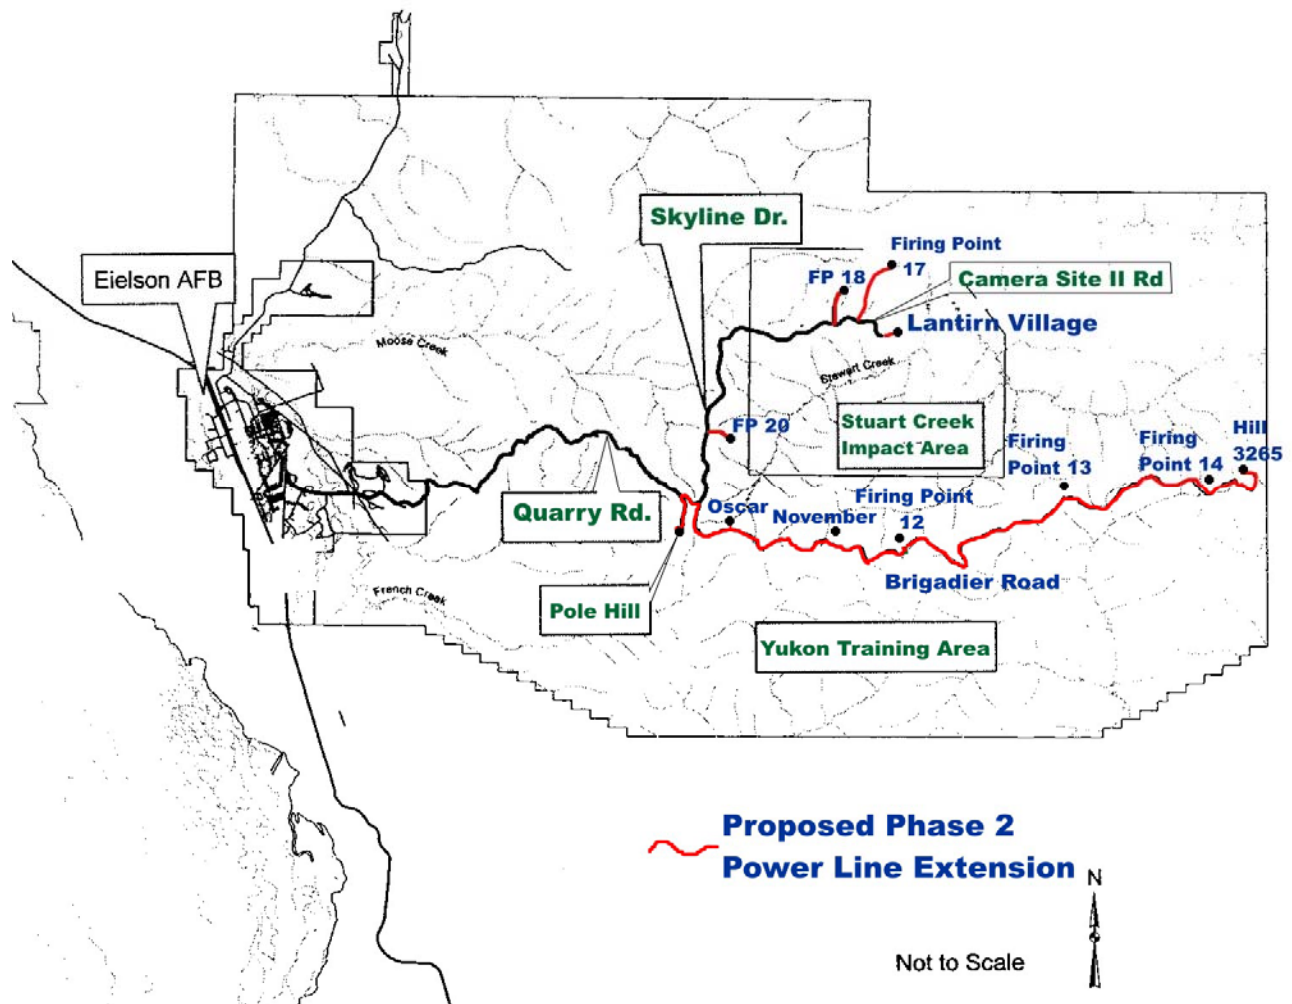 Skyline Dr.
Firing Point
17
Eielson AFB
FP 18
Camera Site II Rd
Lantirn Village
Moose Creek
Stewart Creek
FP 20
Stuart Creek
Impact Area
Firing
Point 13
Firing
Point 14
Hill
3265
Quarry Rd.
Oscar
November
Firing Point
12
Brigadier Road
French Creek
Pole Hill
Yukon Training Area
Proposed Phase 2
Power Line Extension
N
Not to Scale